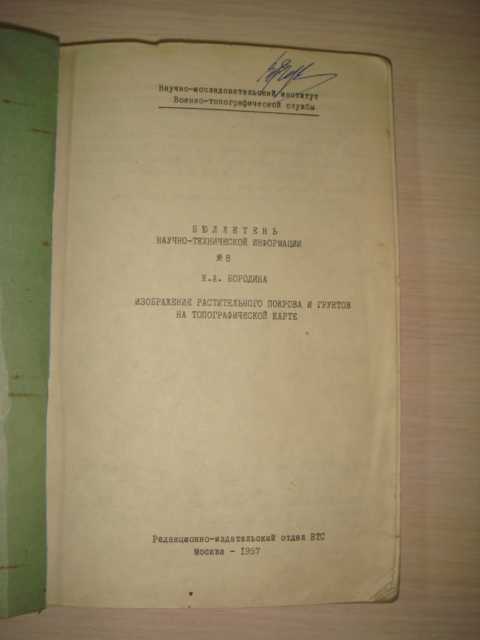 Научно-исследовательский институт
Военно-топографической службы
БЮЛЛЕТЕНЬ
НАУЧНО-ТЕХНИЧЕСКОЙ ИНФОРМАЦИИ
№ 8
БОРОДИНА
ИЗОБРАЖЕНИЕ РАСТИТЕЛЬНОГО ПОКРОВА И ГРУНТОВ
НА ТОПОГРАФИЧЕСКОЙ КАРТЕ
Редакционно-издательский отдел ВТС
Москва - 1957